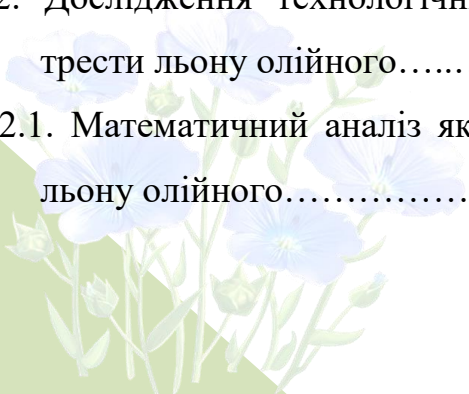 2. Дослідження технологічн
трести льону олійного…...
2.1. Математичний аналіз як
льону олійного……………